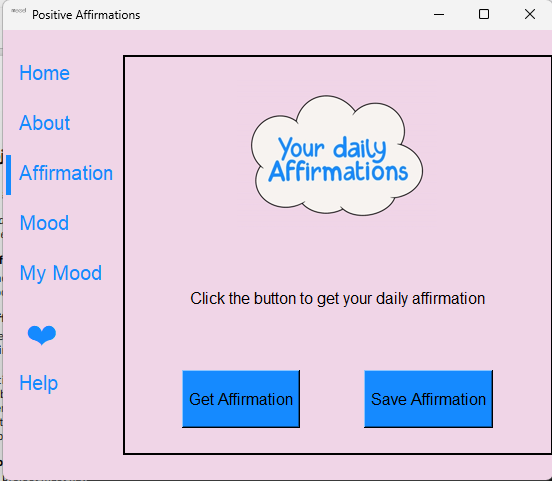 Positive Affirmations
Home
About
Affirmation
Mood
My Mood
Help
Your daily
Affirmations
Click the button to get your daily affirmation
Get Affirmation
Save Affirmation